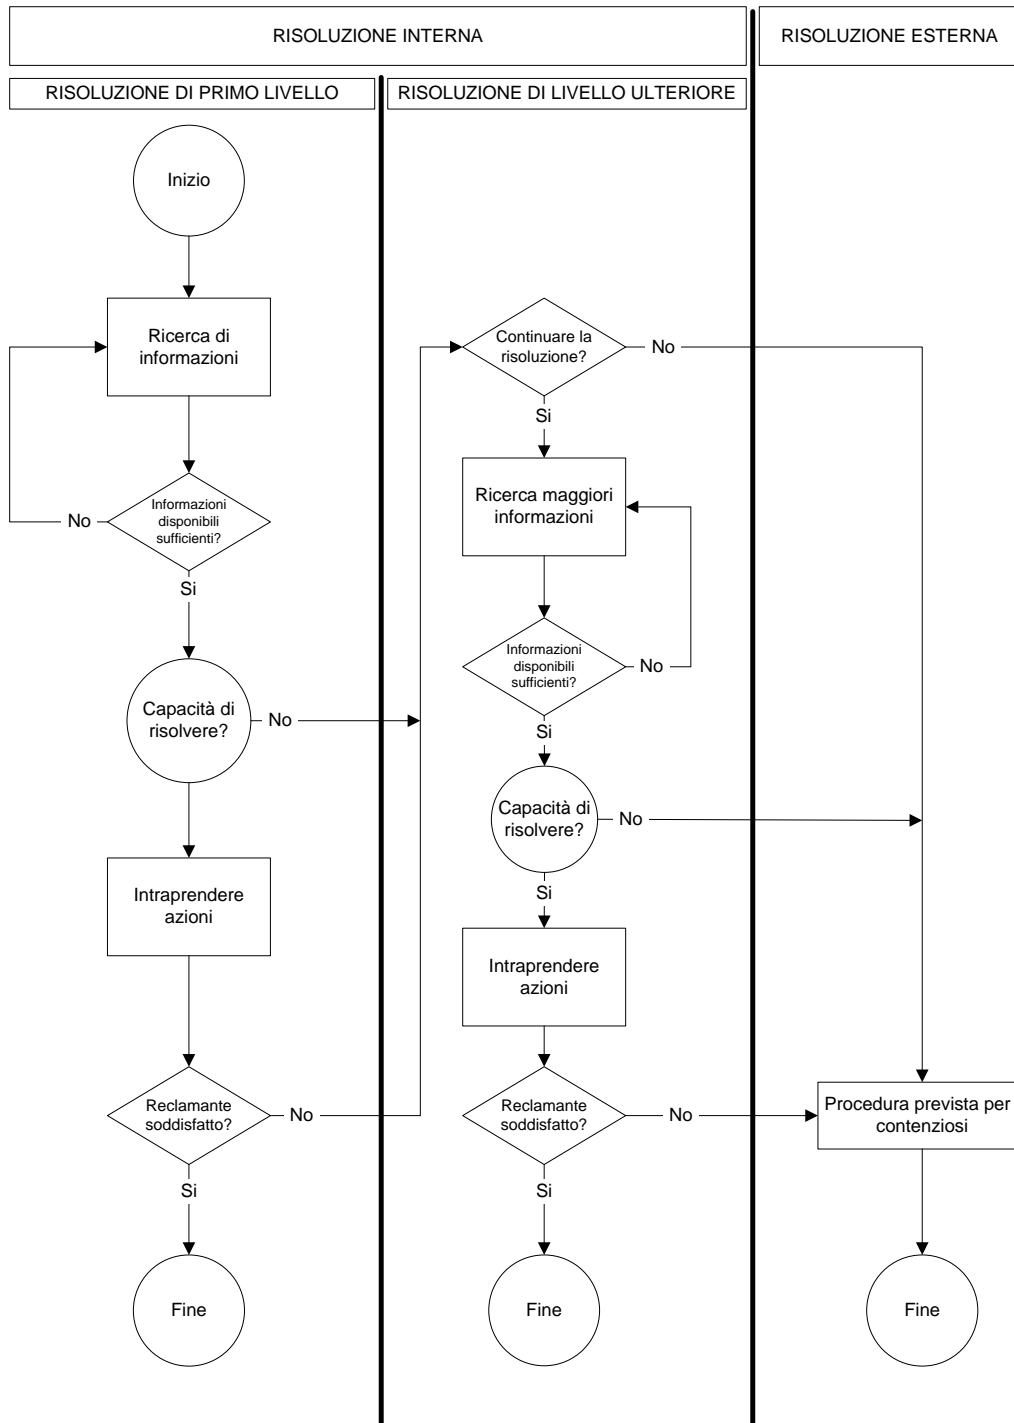 RISOLUZIONE INTERNA
RISOLUZIONE ESTERNA
RISOLUZIONE DI PRIMO LIVELLO
RISOLUZIONE DI LIVELLO ULTERIORE
Inizio
Ricerca di
informazioni
Informazioni
disponibili
sufficienti?
No
Si
Capacità di
risolvere?
No
Intraprendere
azioni
Reclamante
soddisfatto?
No
Si
Fine
Continuare la
risoluzione?
No
Si
Ricerca maggiori
informazioni
Informazioni
disponibili
sufficienti?
No
Si
Capacità di
risolvere?
No
Si
Intraprendere
azioni
Reclamante
soddisfatto?
No
Si
Fine
Procedura prevista per
contenziosi
Fine